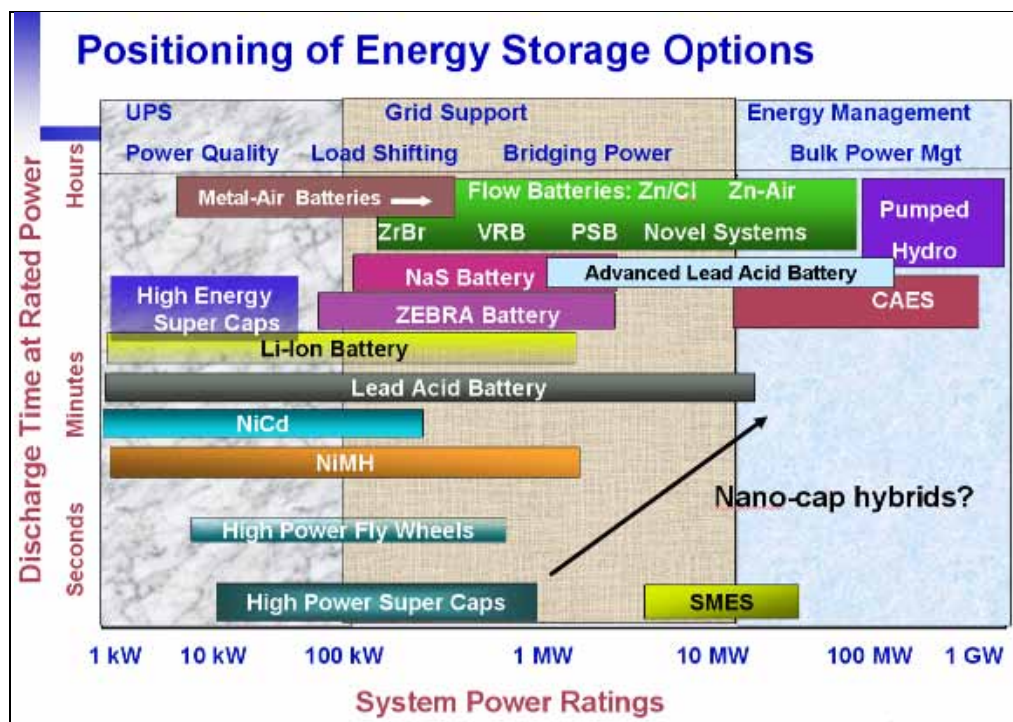 Positioning of Energy Storage Options
UPS Grid Support Energy Management
Power Quality Load Shifting Bridging Power Bulk Power Mgt
Discharge Time at Rated Power
Hours
Minutes
Seconds
Metal-Air Batteries
Flow Batteries: Zn/Cl Zn-Air
ZrBr VRB PSB Novel Systems
Pumped
Hydro
NaS Battery
Advanced Lead Acid Battery
High Energy
Super Caps
ZEBRA Battery
CAES
Li-Ion Battery
Lead Acid Battery
NiCd
NiMH
Nano-cap hybrids?
High Power Fly Wheels
High Power Super Caps
SMES
1 kW 10 kW 100 kW 1 MW 10 MW 100 MW 1 GW
System Power Ratings